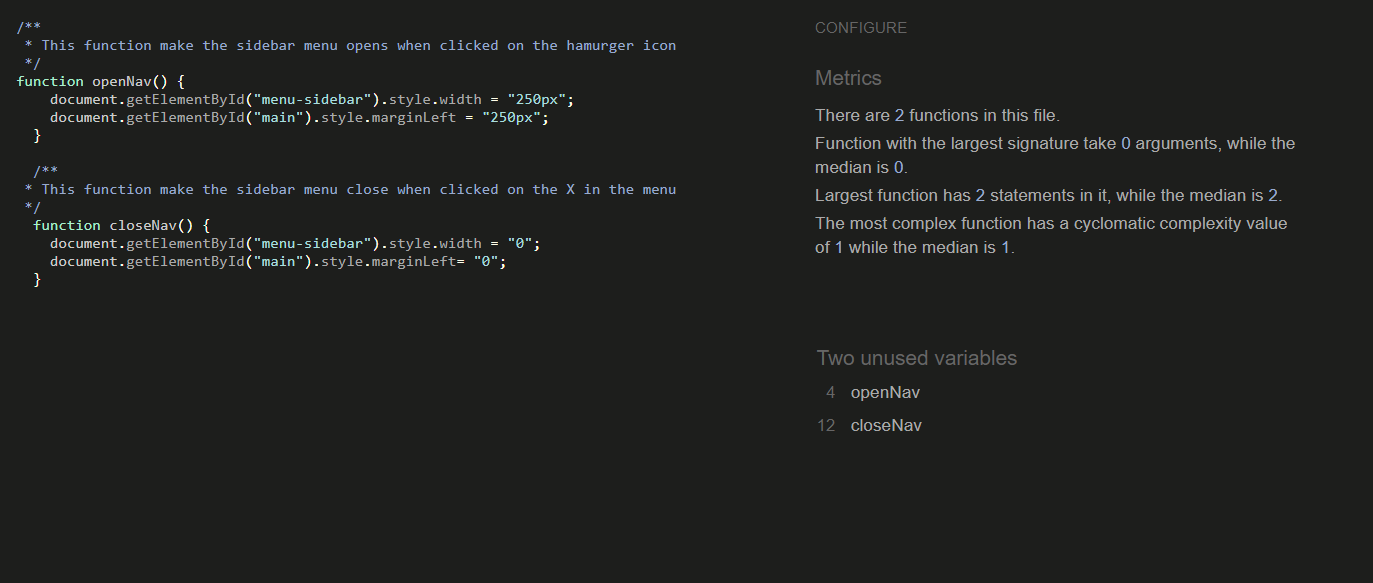 /**
 * This function make the sidebar menu opens when clicked on the hamurger icon
 */
function openNav() {
    document.getElementById("menu-sidebar").style.width = "250px";
    document.getElementById("main").style.marginLeft = "250px";
  }

  /**
 * This function make the sidebar menu close when clicked on the X in the menu
 */
  function closeNav() {
    document.getElementById("menu-sidebar").style.width = "0";
    document.getElementById("main").style.marginLeft= "0";
  }
CONFIGURE
Metrics
There are 2 functions in this file.
Function with the largest signature take 0 arguments, while the
median is 0.
Largest function has 2 statements in it, while the median is 2.
The most complex function has a cyclomatic complexity value
of 1 while the median is 1.
Two unused variables
4 openNav
12 closeNav